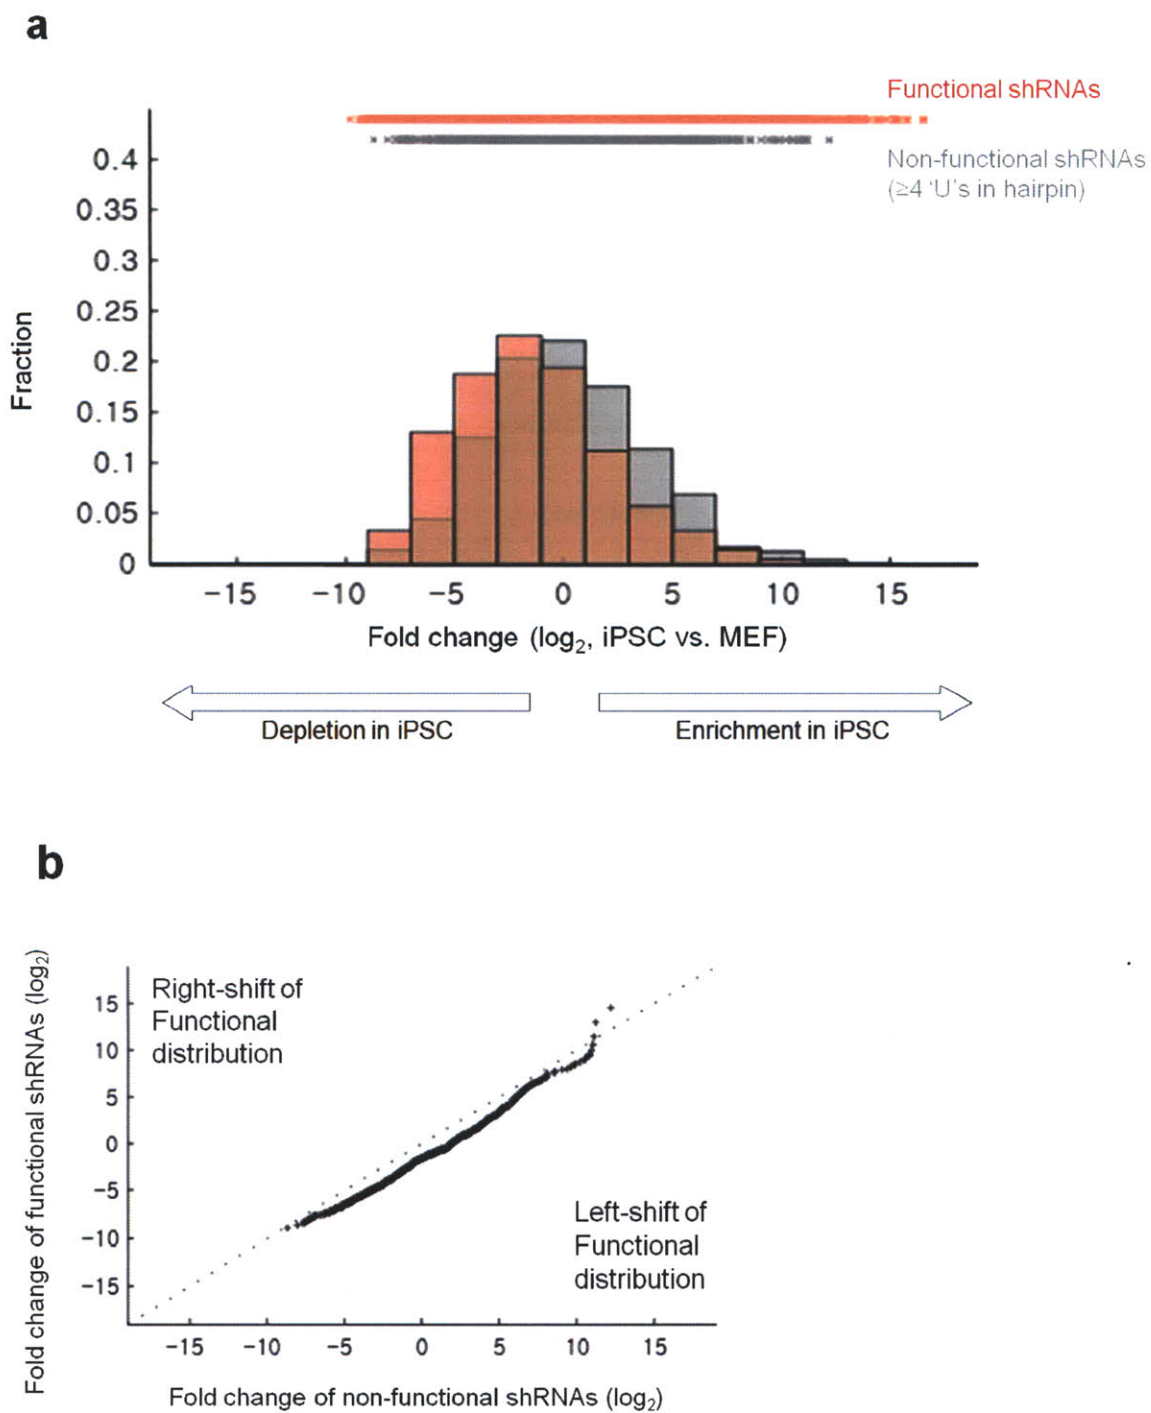 a
Functional shRNAs
Non-functional shRNAs
(≥4 'U's in hairpin)
0.4
0.35
0.3
0.25
0.2
0.15
0.1
0.05
0
Fraction
−15 −10 −5 0 5 10 15
Fold change (log2, iPSC vs. MEF)
Depletion in iPSC Enrichment in iPSC
b
Fold change of functional shRNAs (log2)
Right-shift of
Functional
distribution
15
10
5
0
−5
−10
−15
Left-shift of
Functional
distribution
−15 −10 −5 0 5 10 15
Fold change of non-functional shRNAs (log2)